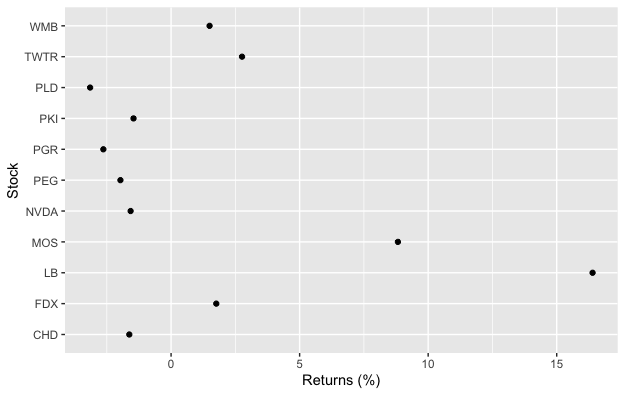 WMB
TWTR
PLD
PKI
PGR
PEG
NVDA
MOS
LB
FDX
CHD
Stock
0 5 10 15
Returns (%)